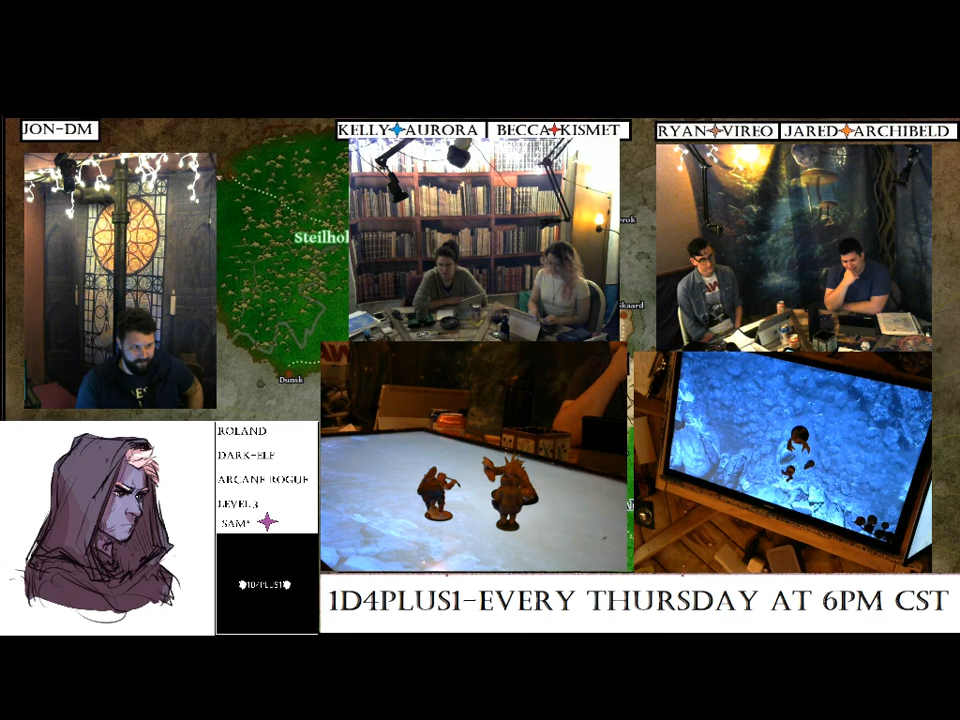 JON-DM
KELLY AURORA
BECCA KISMET
RYAN VIREO
JARED ARCHIBELD
Steilhol
Skaard
Dunsk
ROLAND
DARK-ELF
ARCANE ROGUE
LEVEL 3
SAM*
1D4PLUS1
1D4PLUS1-EVERY THURSDAY AT 6PM CST